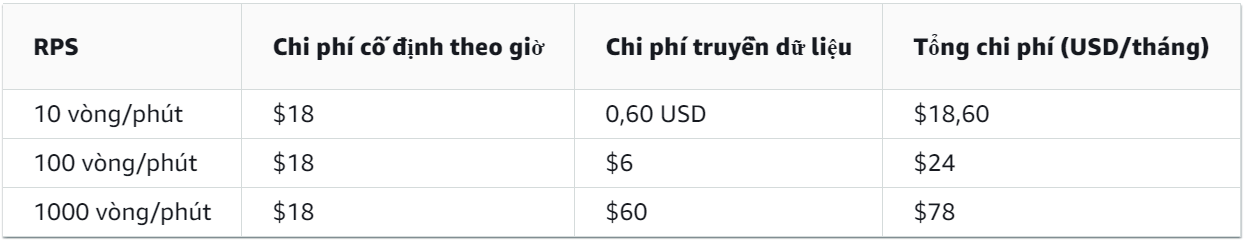 RPS Chi phí cố định theo giờ Chi phí truyền dữ liệu Tổng chi phí (USD/tháng)
10 vòng/phút $18 0,60 USD $18,60
100 vòng/phút $18 $6 $24
1000 vòng/phút $18 $60 $78